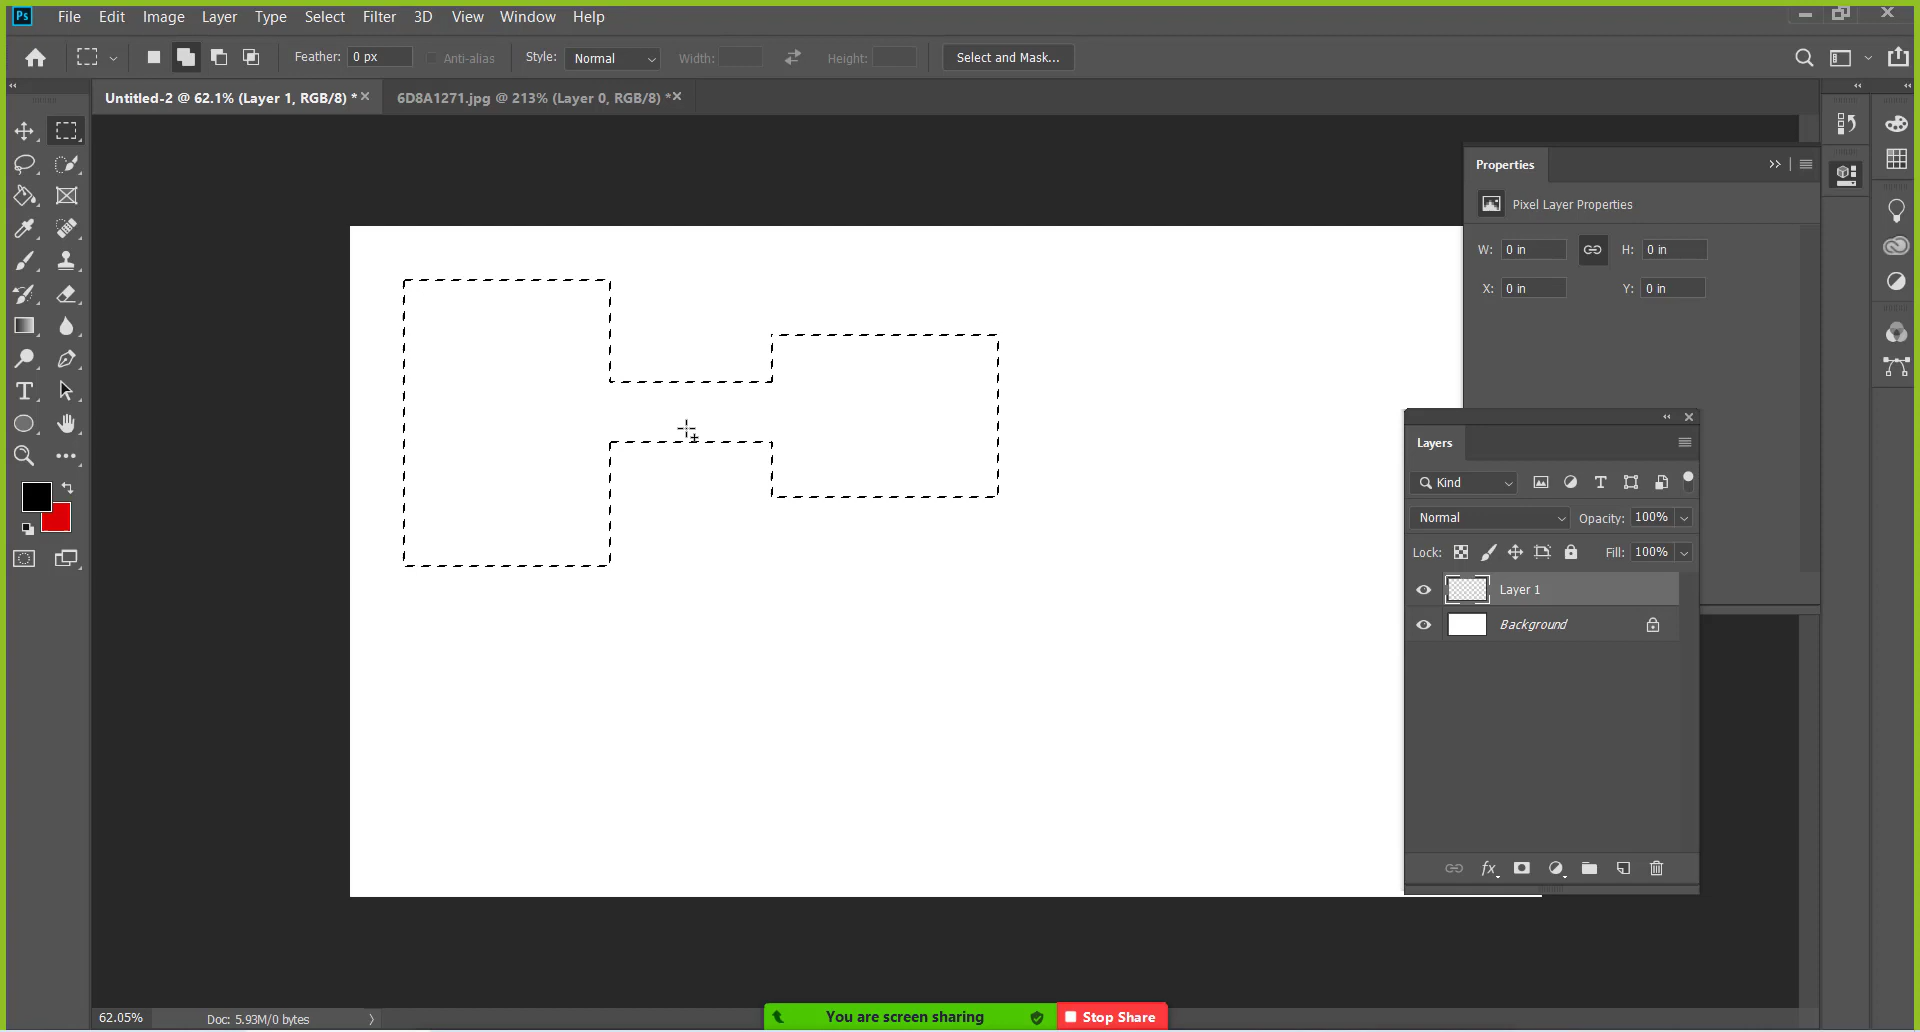 Ps File Edit Image Layer Type Select Filter 3D View Window Help
Feather: 0 px Anti-alias Style: Normal Width: Height: Select and Mask...
Untitled-2 @ 62.1% (Layer 1, RGB/8) * 6D8A1271.jpg @ 213% (Layer 0, RGB/8) *
Properties
Pixel Layer Properties
W: 0 in H: 0 in
X: 0 in Y: 0 in
Layers
Kind
Normal Opacity: 100%
Lock: Fill: 100%
Layer 1
Background
fx
62.05% Doc: 5.93M/0 bytes
You are screen sharing Stop Share